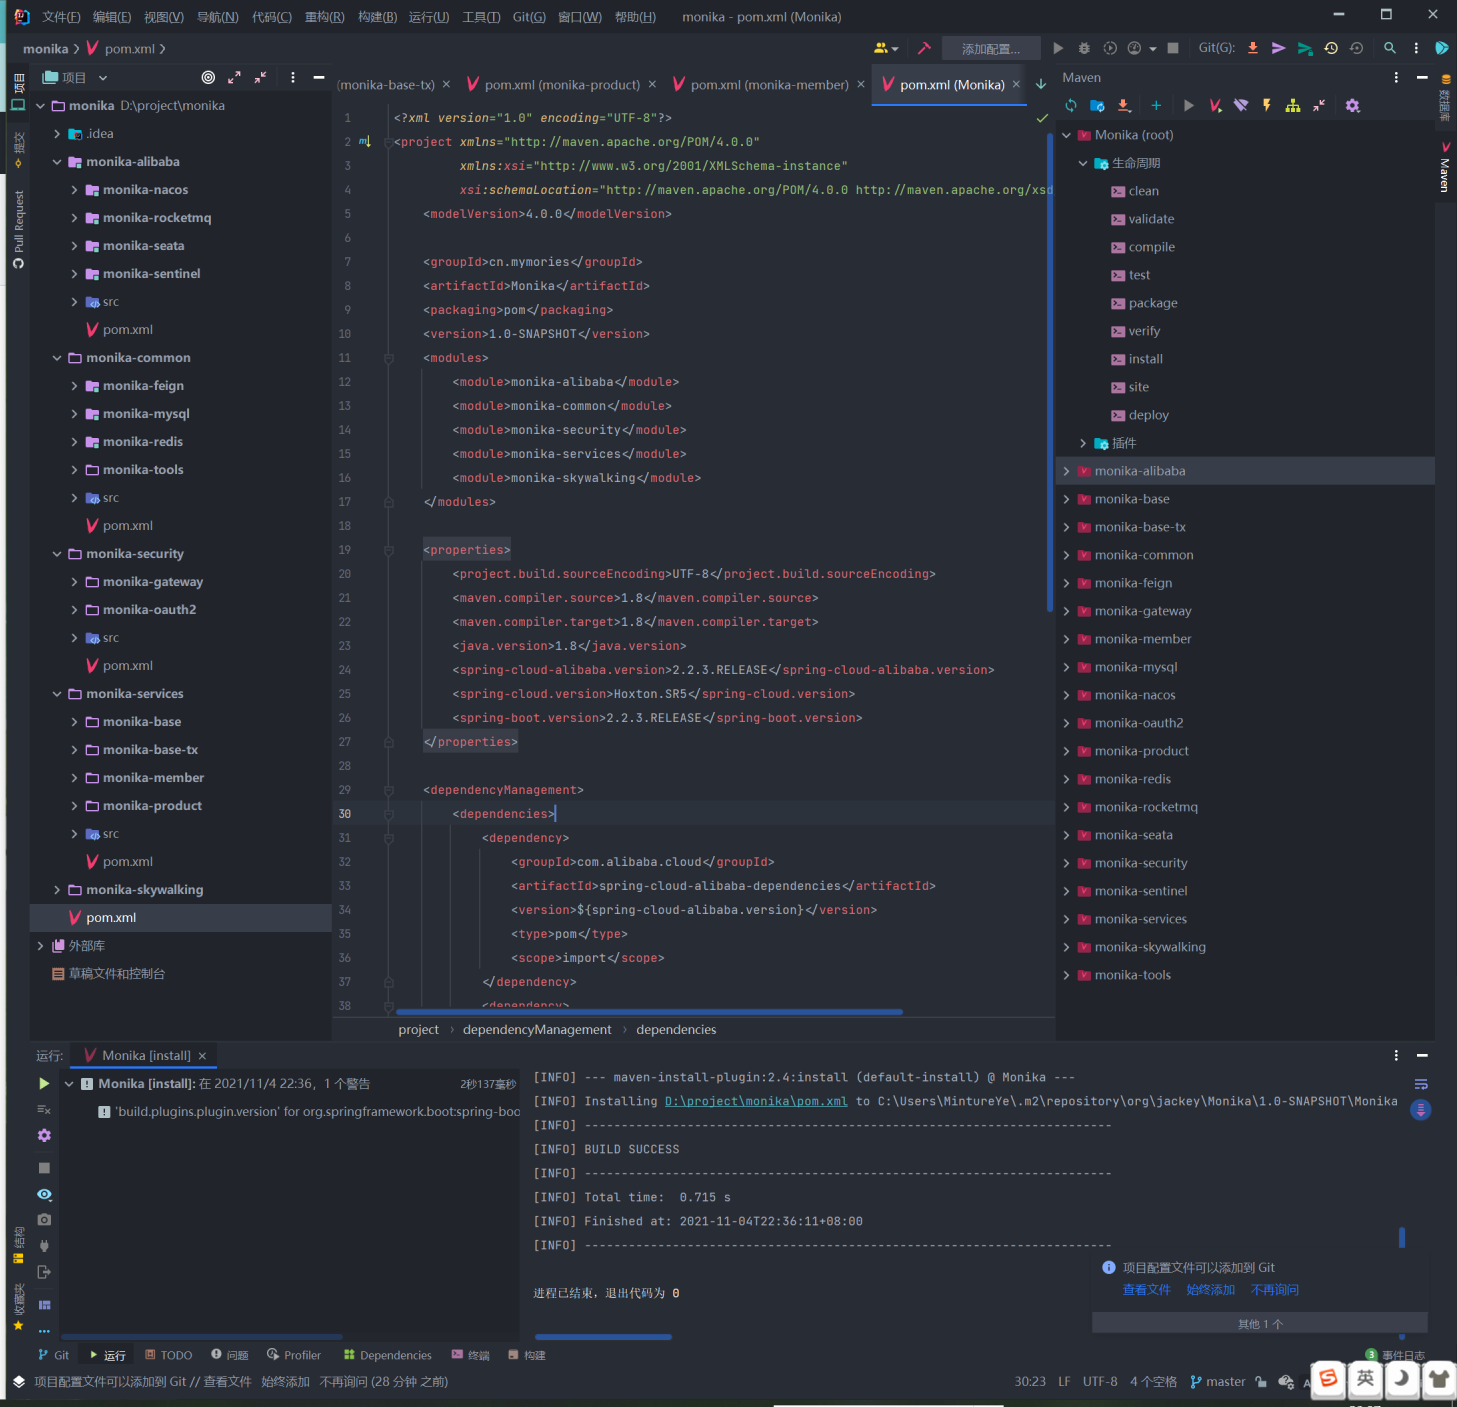 文件(F) 编辑(E) 视图(V) 导航(N) 代码(C) 重构(R) 构建(B) 运行(U) 工具(T) Git(G) 窗口(W) 帮助(H) monika - pom.xml (Monika)
monika pom.xml
添加配置...
Git(G):
项目
提交
Pull Request
结构
收藏夹
项目
monika D:\project\monika
.idea
monika-alibaba
monika-nacos
monika-rocketmq
monika-seata
monika-sentinel
src
pom.xml
monika-common
monika-feign
monika-mysql
monika-redis
monika-tools
src
pom.xml
monika-security
monika-gateway
monika-oauth2
src
pom.xml
monika-services
monika-base
monika-base-tx
monika-member
monika-product
src
pom.xml
monika-skywalking
pom.xml
外部库
草稿文件和控制台
(monika-base-tx) pom.xml (monika-product) pom.xml (monika-member) pom.xml (Monika)
1 <?xml version="1.0" encoding="UTF-8"?>
2 <project xmlns="http://maven.apache.org/POM/4.0.0"
3 xmlns:xsi="http://www.w3.org/2001/XMLSchema-instance"
4 xsi:schemaLocation="http://maven.apache.org/POM/4.0.0 http://maven.apache.org/xsd
5 <modelVersion>4.0.0</modelVersion>
6
7 <groupId>cn.mymories</groupId>
8 <artifactId>Monika</artifactId>
9 <packaging>pom</packaging>
10 <version>1.0-SNAPSHOT</version>
11 <modules>
12 <module>monika-alibaba</module>
13 <module>monika-common</module>
14 <module>monika-security</module>
15 <module>monika-services</module>
16 <module>monika-skywalking</module>
17 </modules>
18
19 <properties>
20 <project.build.sourceEncoding>UTF-8</project.build.sourceEncoding>
21 <maven.compiler.source>1.8</maven.compiler.source>
22 <maven.compiler.target>1.8</maven.compiler.target>
23 <java.version>1.8</java.version>
24 <spring-cloud-alibaba.version>2.2.3.RELEASE</spring-cloud-alibaba.version>
25 <spring-cloud.version>Hoxton.SR5</spring-cloud.version>
26 <spring-boot.version>2.2.3.RELEASE</spring-boot.version>
27 </properties>
28
29 <dependencyManagement>
30 <dependencies>
31 <dependency>
32 <groupId>com.alibaba.cloud</groupId>
33 <artifactId>spring-cloud-alibaba-dependencies</artifactId>
34 <version>${spring-cloud-alibaba.version}</version>
35 <type>pom</type>
36 <scope>import</scope>
37 </dependency>
38 <dependency>
project dependencyManagement dependencies
Maven
Monika (root)
生命周期
clean
validate
compile
test
package
verify
install
site
deploy
插件
monika-alibaba
monika-base
monika-base-tx
monika-common
monika-feign
monika-gateway
monika-member
monika-mysql
monika-nacos
monika-oauth2
monika-product
monika-redis
monika-rocketmq
monika-seata
monika-security
monika-sentinel
monika-services
monika-skywalking
monika-tools
数据库
Maven
运行: Monika [install]
Monika [install]: 在 2021/11/4 22:36，1 个警告 2秒137毫秒
'build.plugins.plugin.version' for org.springframework.boot:spring-boo
[INFO] --- maven-install-plugin:2.4:install (default-install) @ Monika ---
[INFO] Installing D:\project\monika\pom.xml to C:\Users\MintureYe\.m2\repository\org\jackey\Monika\1.0-SNAPSHOT\Monika
[INFO] ------------------------------------------------------------------------
[INFO] BUILD SUCCESS
[INFO] ------------------------------------------------------------------------
[INFO] Total time:  0.715 s
[INFO] Finished at: 2021-11-04T22:36:11+08:00
[INFO] ------------------------------------------------------------------------
进程已结束，退出代码为 0
项目配置文件可以添加到 Git
查看文件 始终添加 不再询问
其他 1 个
Git 运行 TODO 问题 Profiler Dependencies 终端 构建 3 事件日志
项目配置文件可以添加到 Git // 查看文件 始终添加 不再询问 (28 分钟 之前) 30:23 LF UTF-8 4 个空格 master
英